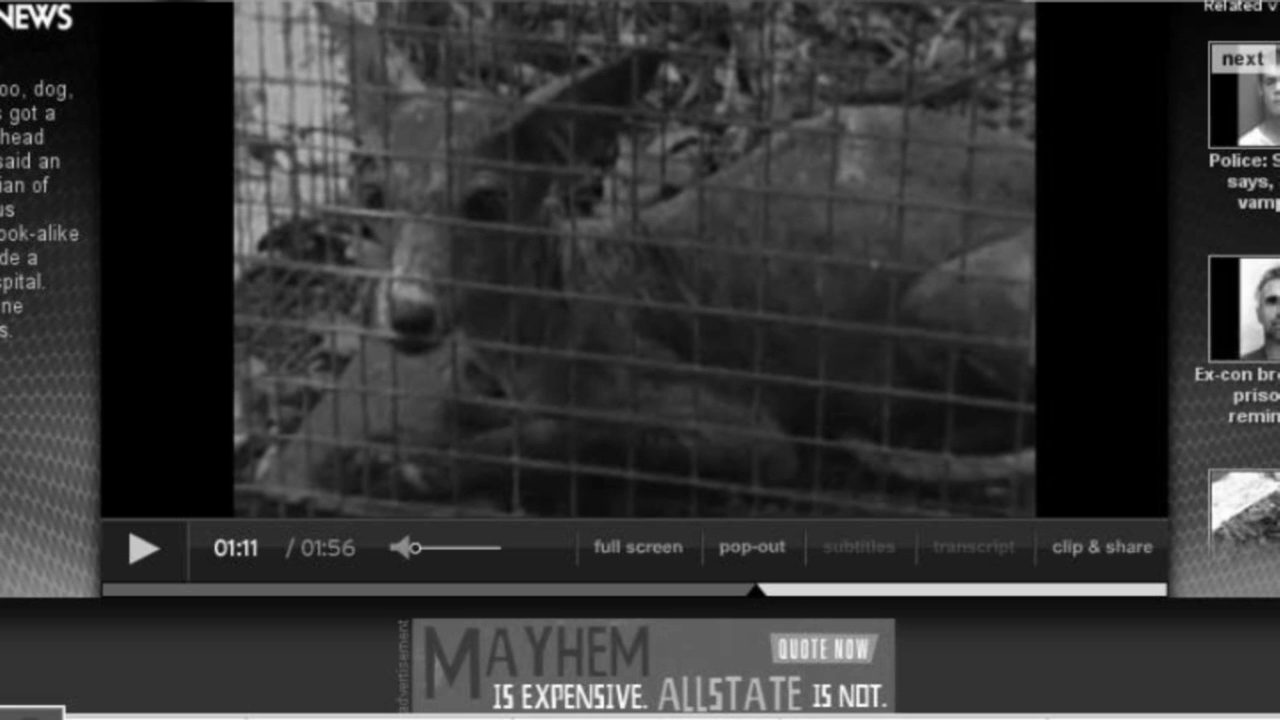 NEWS
oo, dog,
s got a
head
said an
ian of
us
ook-alike
de a
spital.
ne
s.
Related v
next
Police: S
says,
vamp
Ex-con bre
priso
remin
01:11 / 01:56
full screen
pop-out
subtitles
transcript
clip & share
advertisement
MAYHEM
QUOTE NOW
IS EXPENSIVE. ALLSTATE IS NOT.